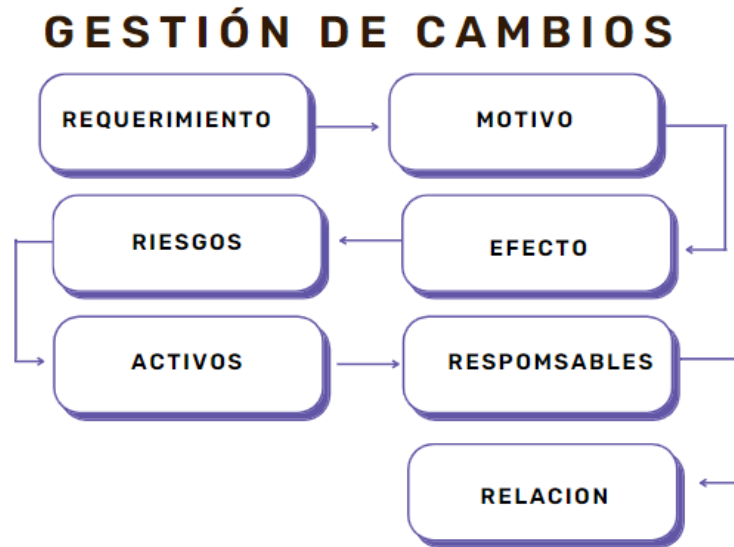 GESTIÓN DE CAMBIOS
REQUERIMIENTO
MOTIVO
EFECTO
RIESGOS
ACTIVOS
RESPOMSABLES
RELACION